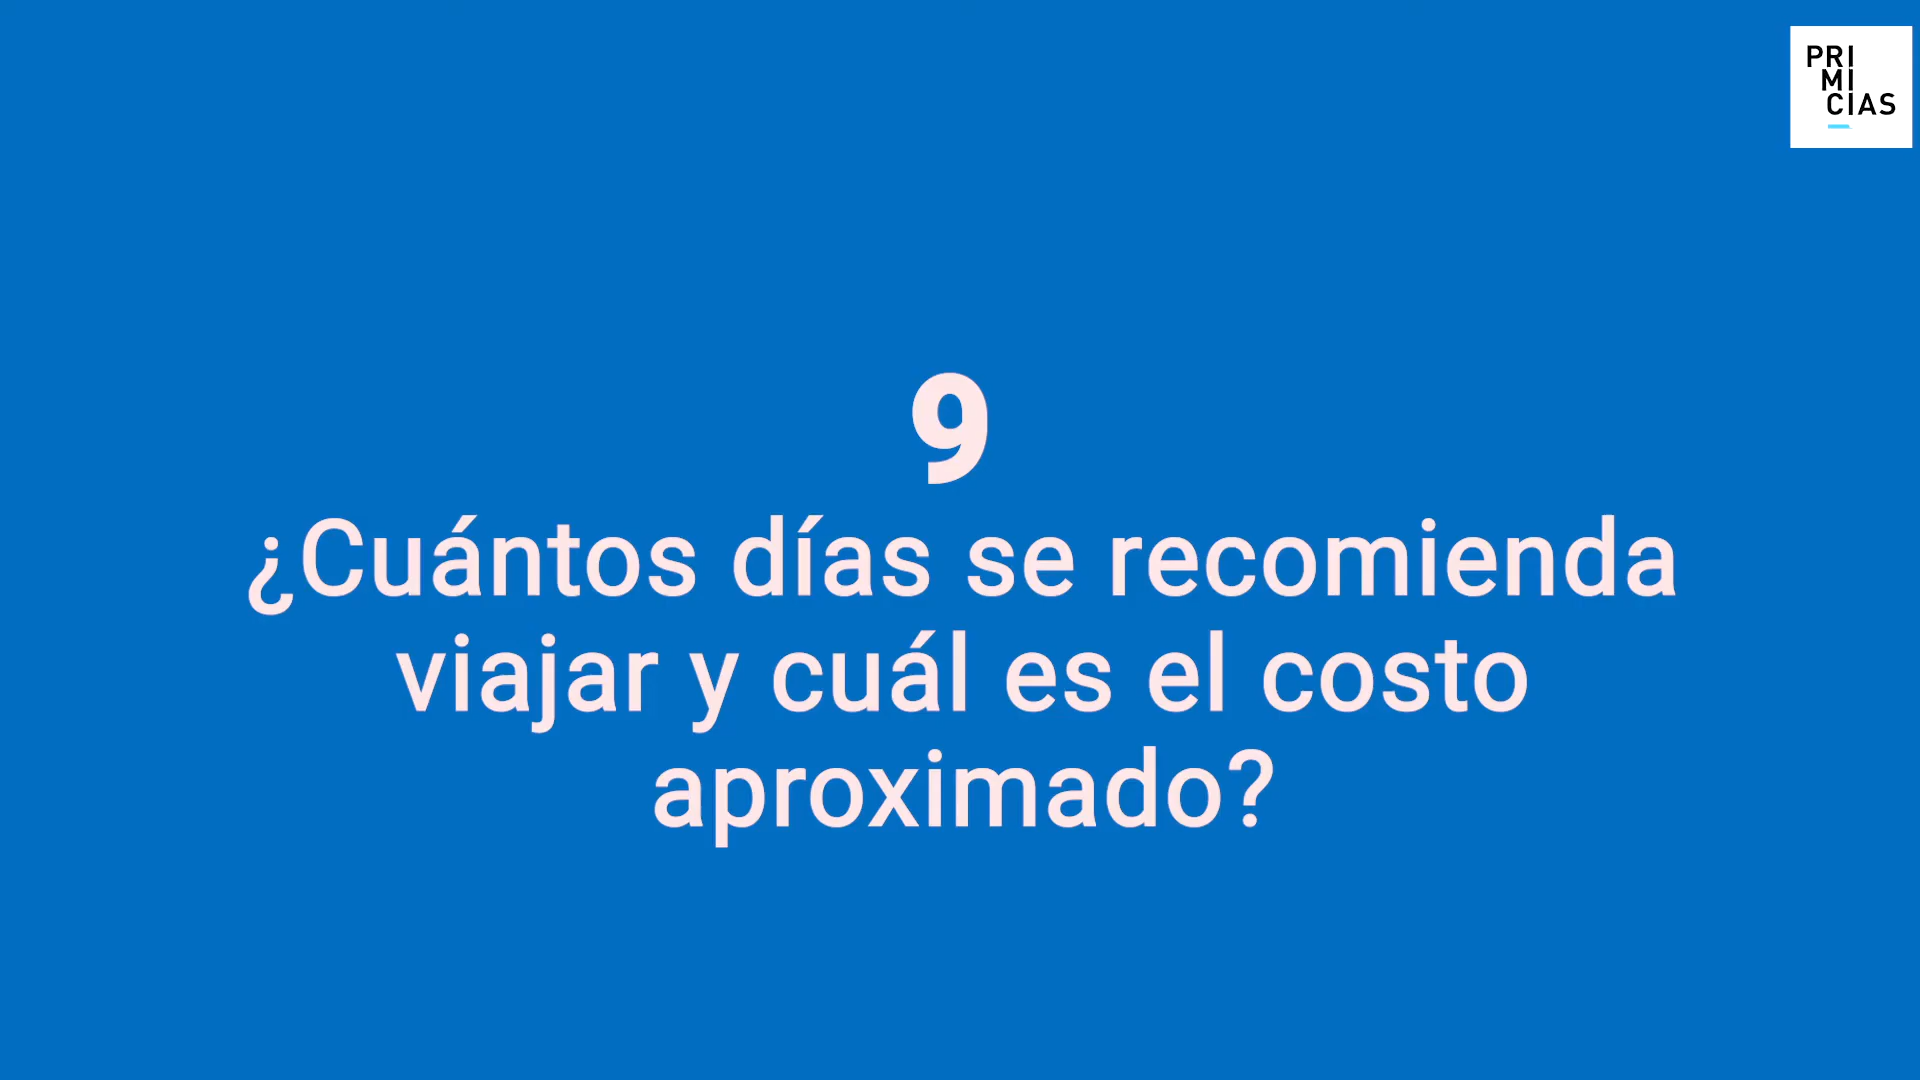 PRI
MI
CIAS
9
¿Cuántos días se recomienda
viajar y cuál es el costo
aproximado?